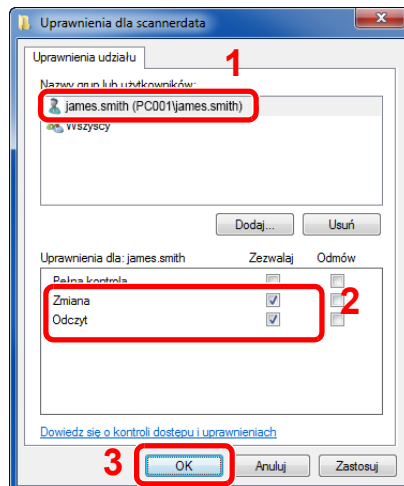 Uprawnienia dla scannerdata
Uprawnienia udziału
1
Nazwy grup lub użytkowników:
james.smith (PC001\james.smith)
Wszyscy
Dodaj... Usuń
Uprawnienia dla: james.smith Zezwalaj Odmów
Pełna kontrola
Zmiana
2
Odczyt
Dowiedz się o kontroli dostępu i uprawnieniach
3
OK Anuluj Zastosuj